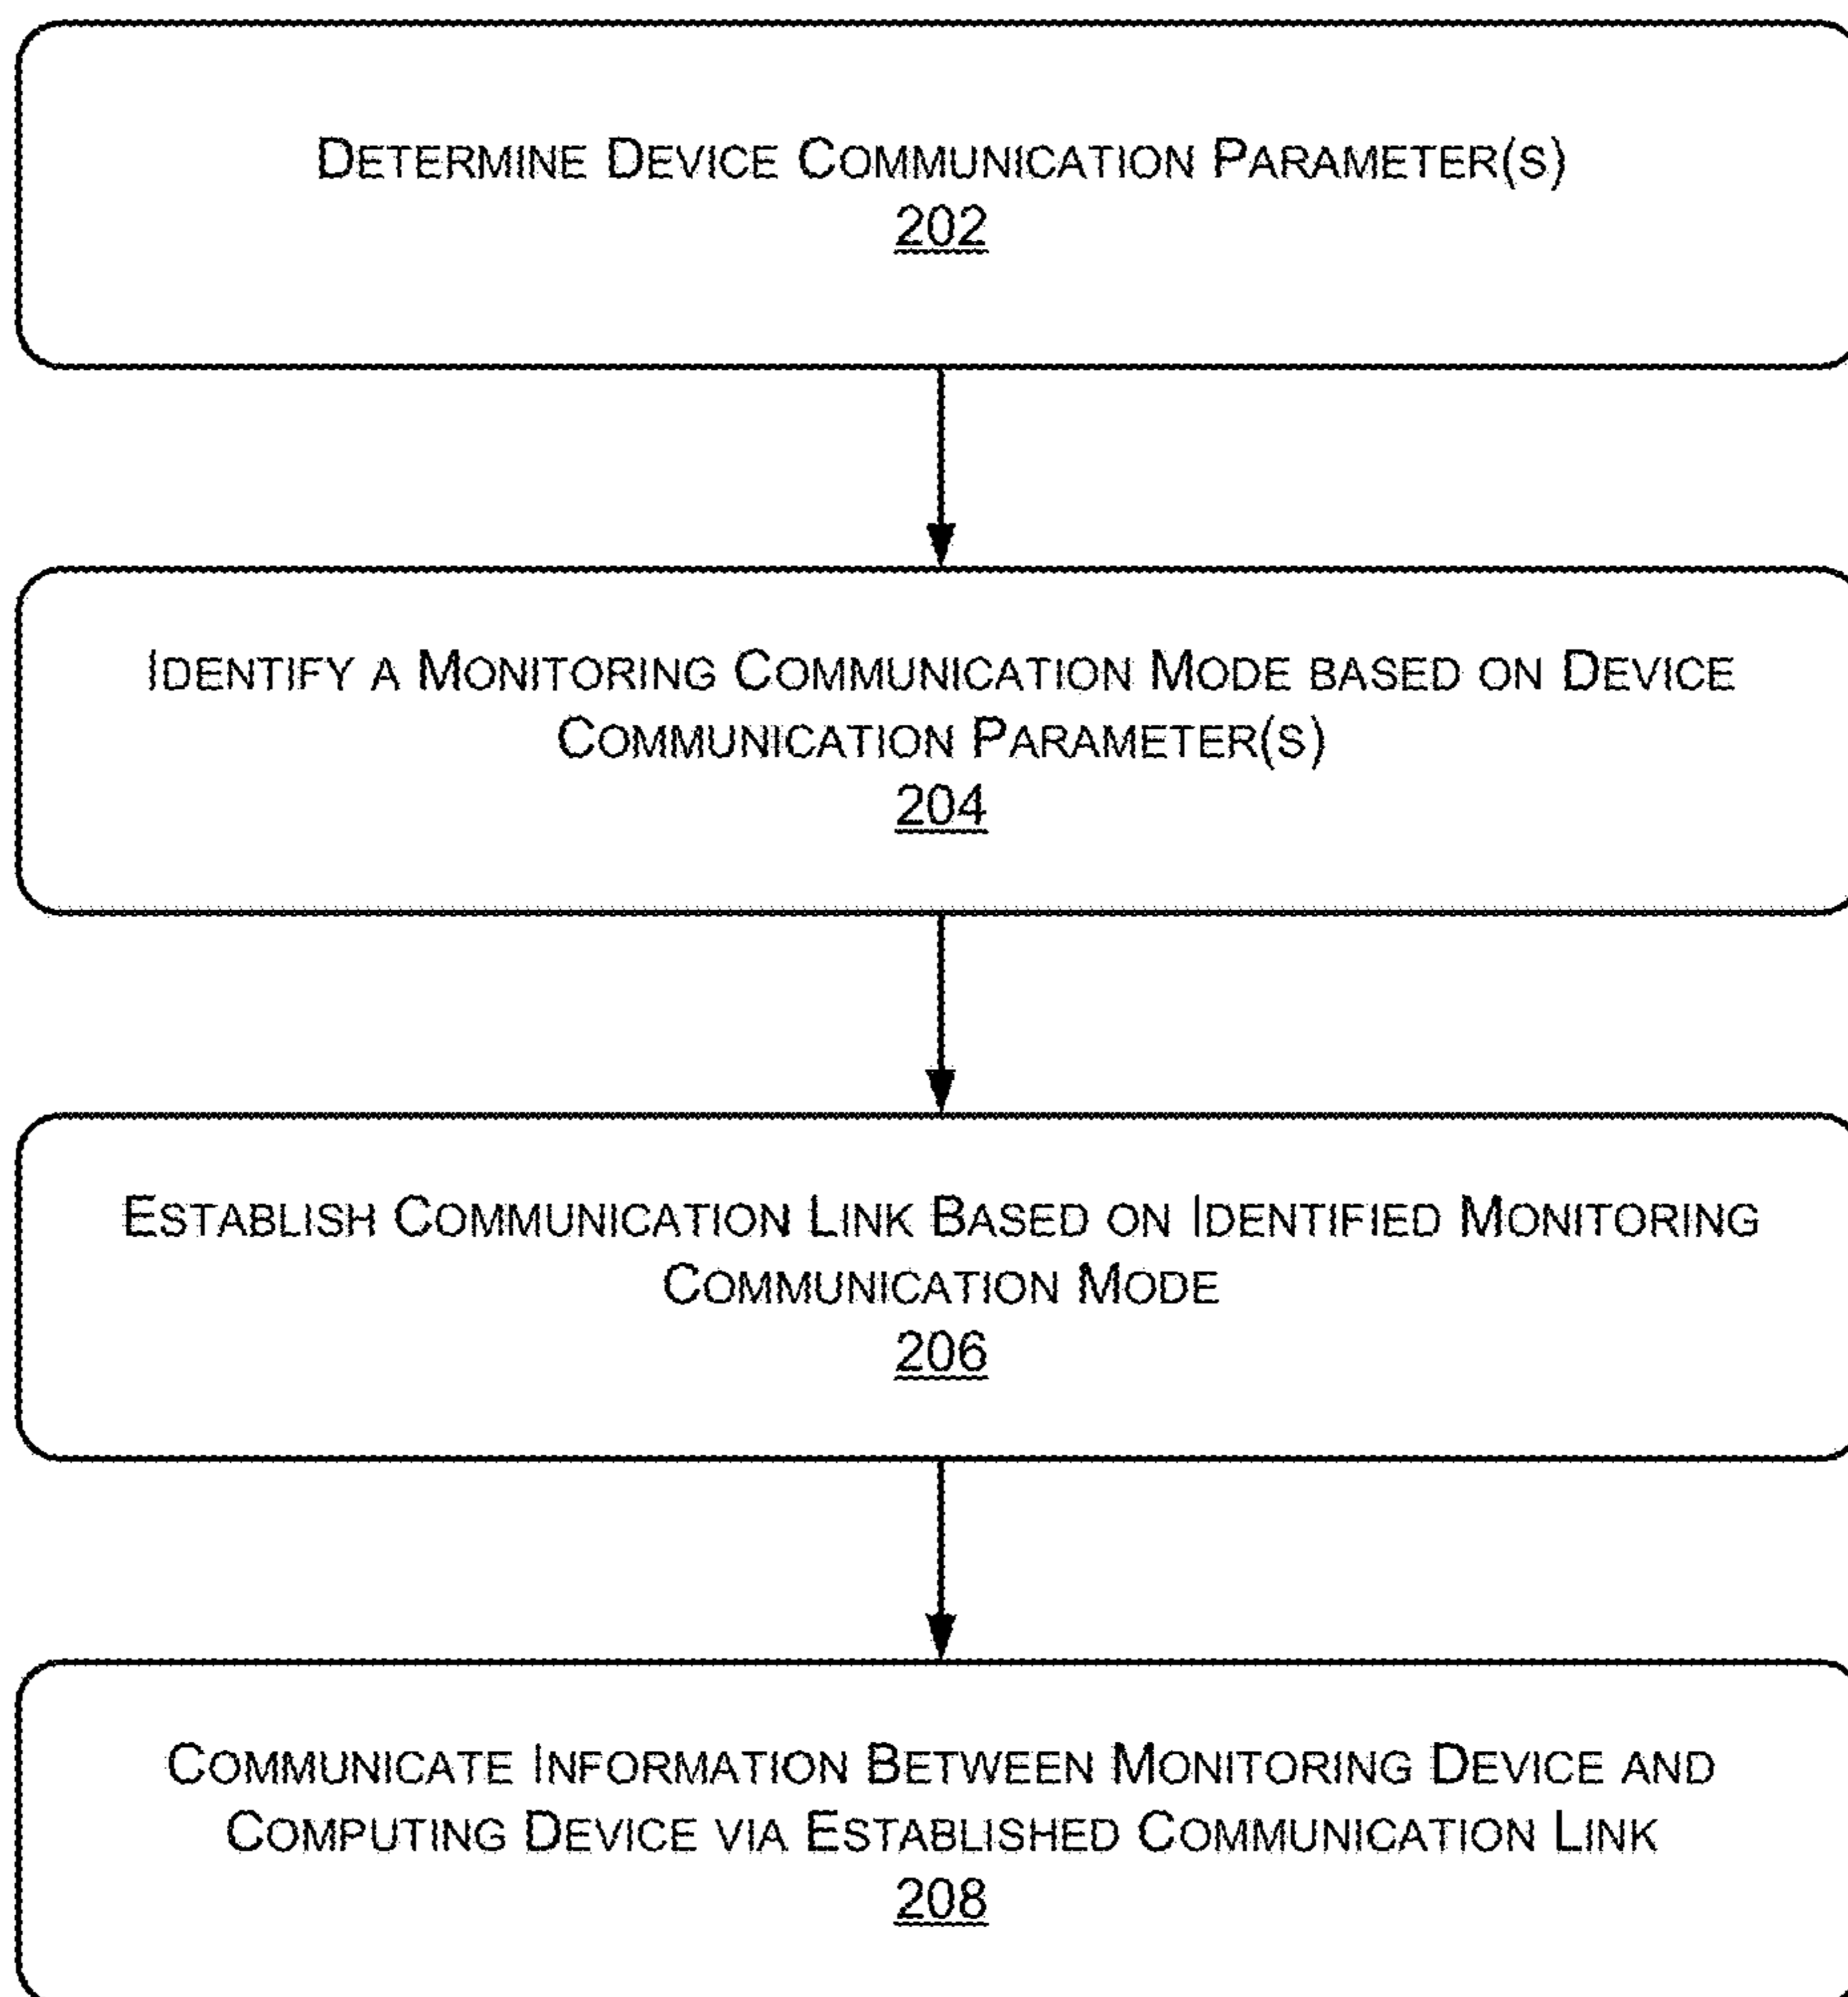 DETERMINE DEVICE COMMUNICATION PARAMETER(S)
202
IDENTIFY A MONITORING COMMUNICATION MODE BASED ON DEVICE
COMMUNICATION PARAMETER(S)
204
ESTABLISH COMMUNICATION LINK BASED ON IDENTIFIED MONITORING
COMMUNICATION MODE
206
COMMUNICATE INFORMATION BETWEEN MONITORING DEVICE AND
COMPUTING DEVICE VIA ESTABLISHED COMMUNICATION LINK
208